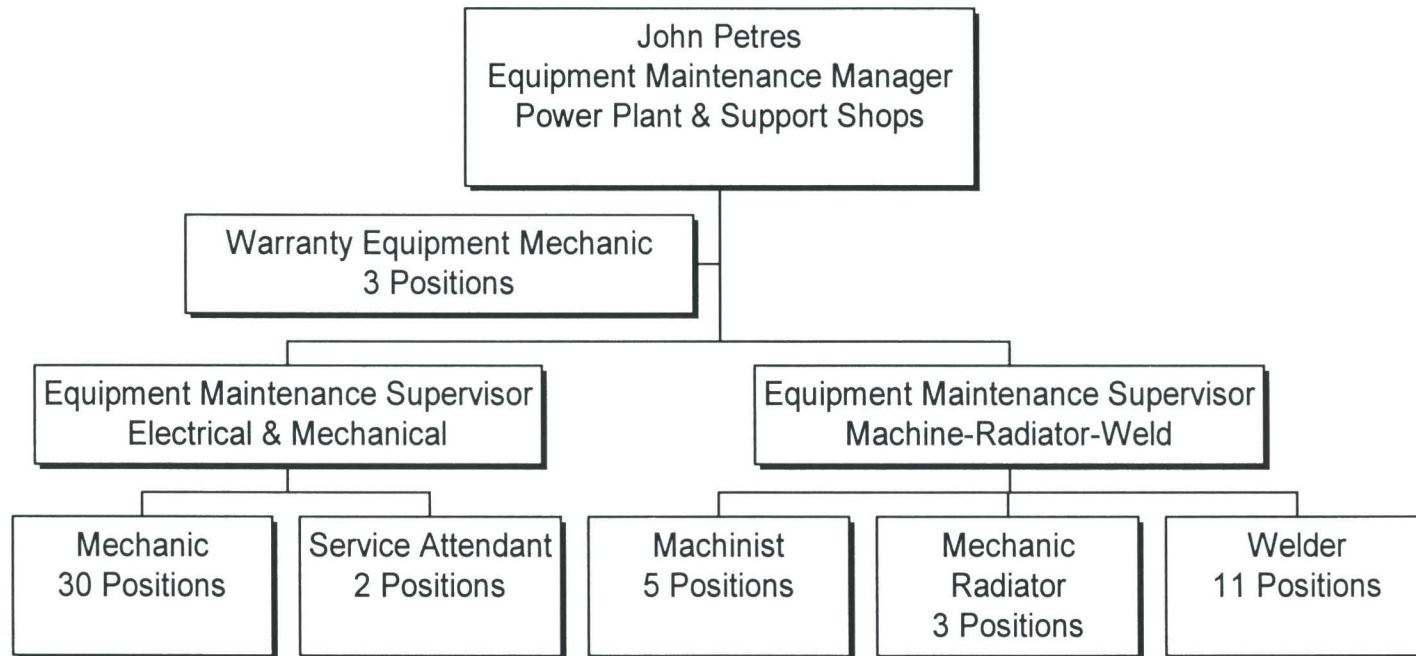 John Petres
Equipment Maintenance Manager
Power Plant & Support Shops
Warranty Equipment Mechanic
3 Positions
Equipment Maintenance Supervisor
Electrical & Mechanical
Equipment Maintenance Supervisor
Machine-Radiator-Weld
Mechanic
30 Positions
Service Attendant
2 Positions
Machinist
5 Positions
Mechanic
Radiator
3 Positions
Welder
11 Positions